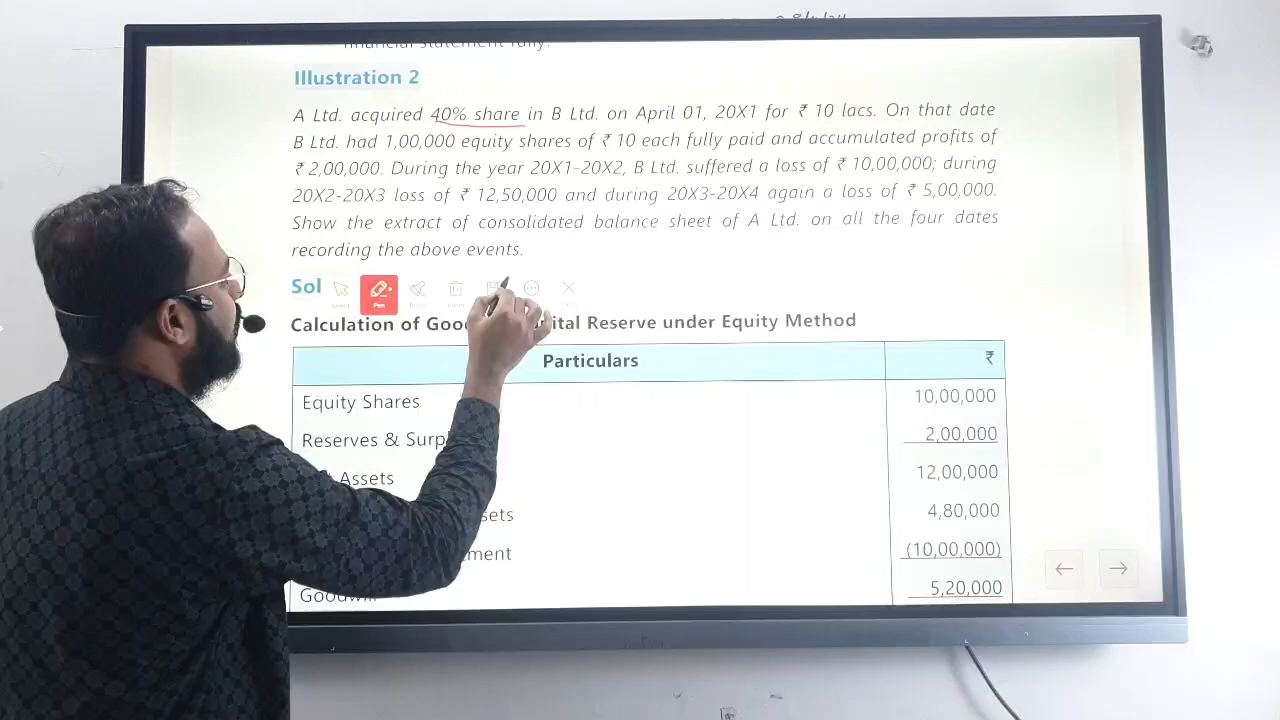 financial statement fully.
Illustration 2
A Ltd. acquired 40% share in B Ltd. on April 01, 20X1 for ₹ 10 lacs. On that date
B Ltd. had 1,00,000 equity shares of ₹ 10 each fully paid and accumulated profits of
₹ 2,00,000. During the year 20X1-20X2, B Ltd. suffered a loss of ₹ 10,00,000; during
20X2-20X3 loss of ₹ 12,50,000 and during 20X3-20X4 again a loss of ₹ 5,00,000.
Show the extract of consolidated balance sheet of A Ltd. on all the four dates
recording the above events.
Sol
Select Pen
Calculation of Goo ital Reserve under Equity Method
Particulars ₹
Equity Shares 10,00,000
Reserves & Surp 2,00,000
Assets 12,00,000
sets 4,80,000
ment (10,00,000)
Goodwill 5,20,000